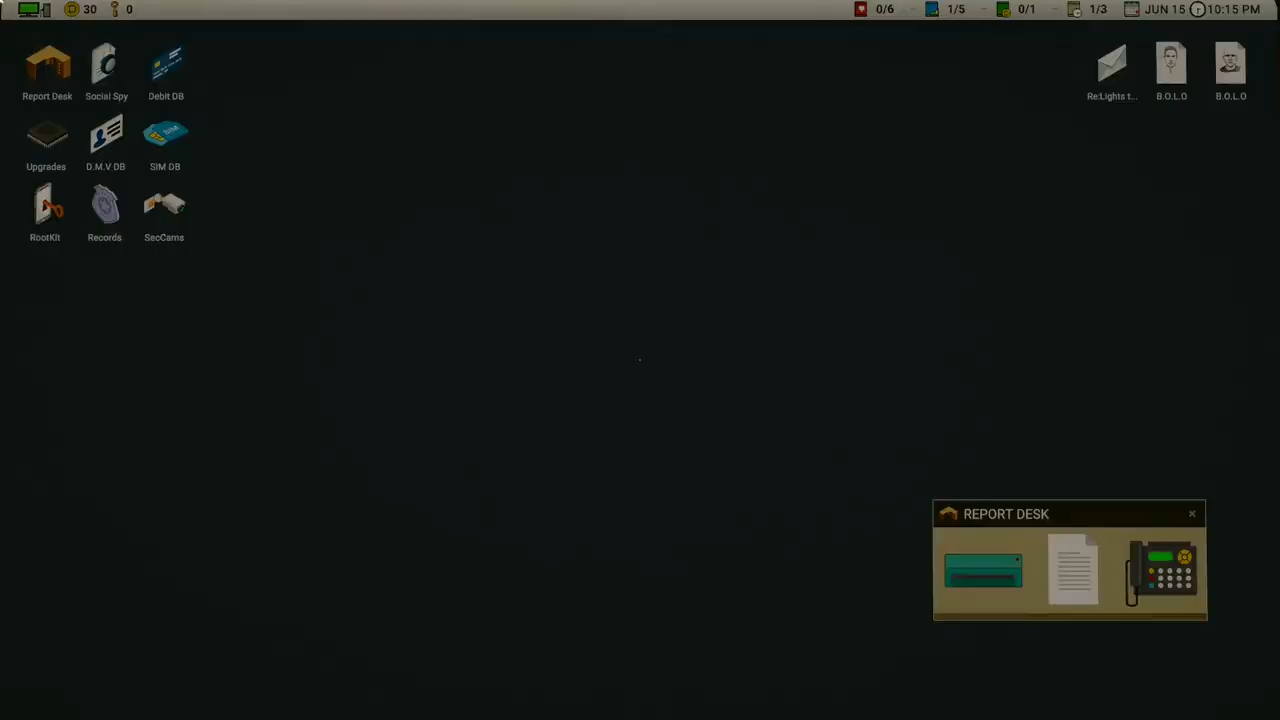 30 0 0/6 1/5 0/1 1/3 JUN 15 10:15 PM
Report Desk Social Spy Debit DB
Re:Lights t... B.O.L.O B.O.L.O
Upgrades D.M.V DB SIM DB
RootKit Records SecCams
REPORT DESK